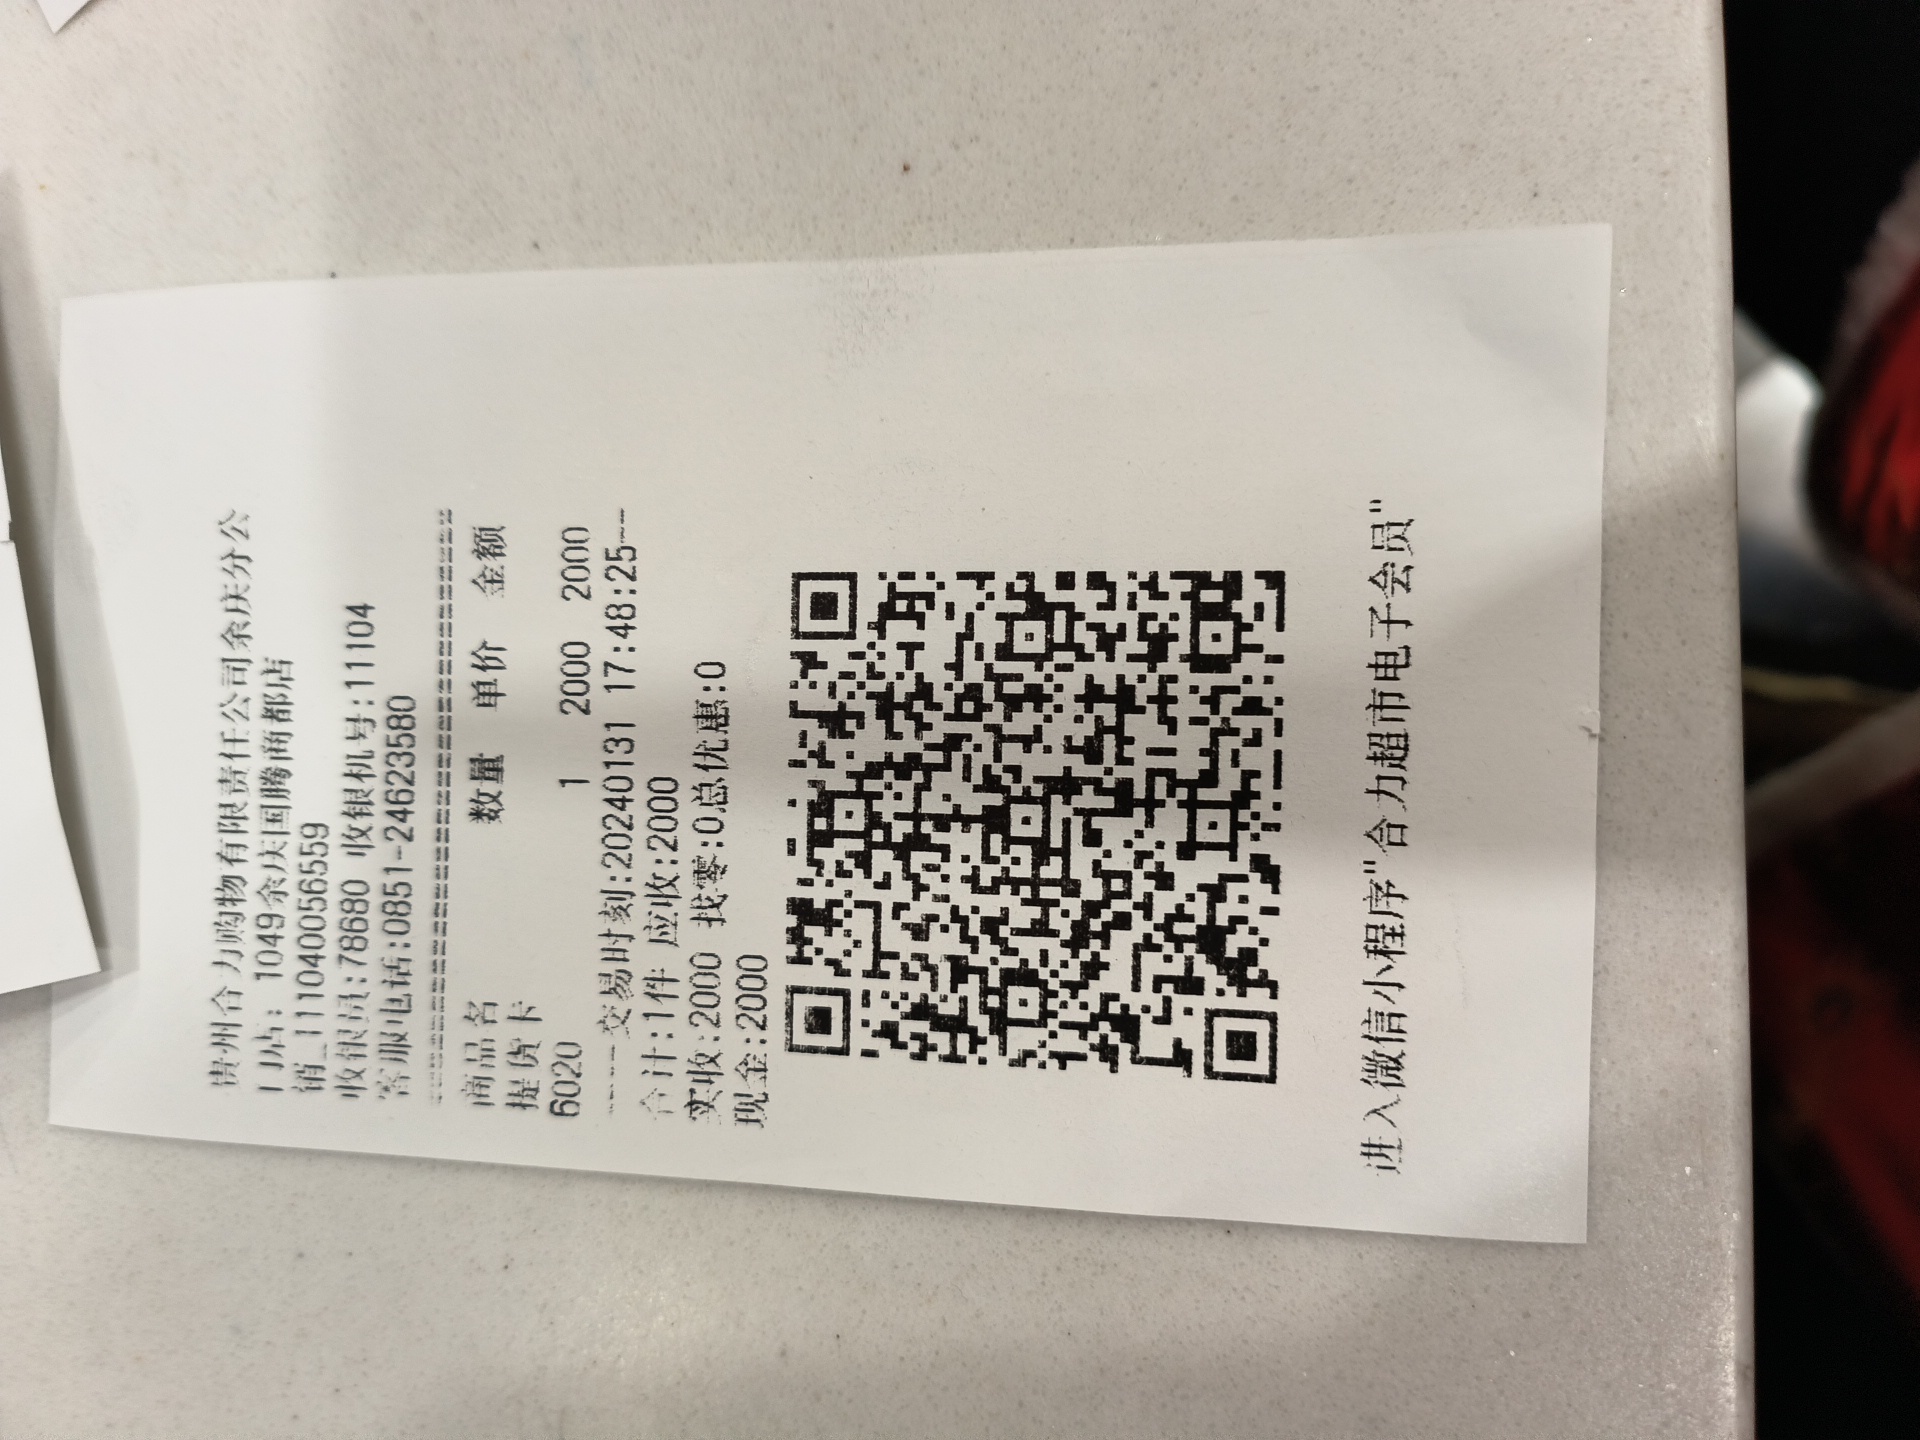 贵州合力购物有限责任公司余庆分公
门店: 1049余庆国腾商都店
销_111040056559
收银员:78680 收银机号:11104
客服电话:0851-24623580
================================
商品名 数量 单价 金额
提货卡
6020 1 2000 2000
----交易时刻:20240131 17:48:25--
合计:1件 应收:2000
实收:2000 找零:0总优惠:0
现金:2000
进入微信小程序"合力超市电子会员"